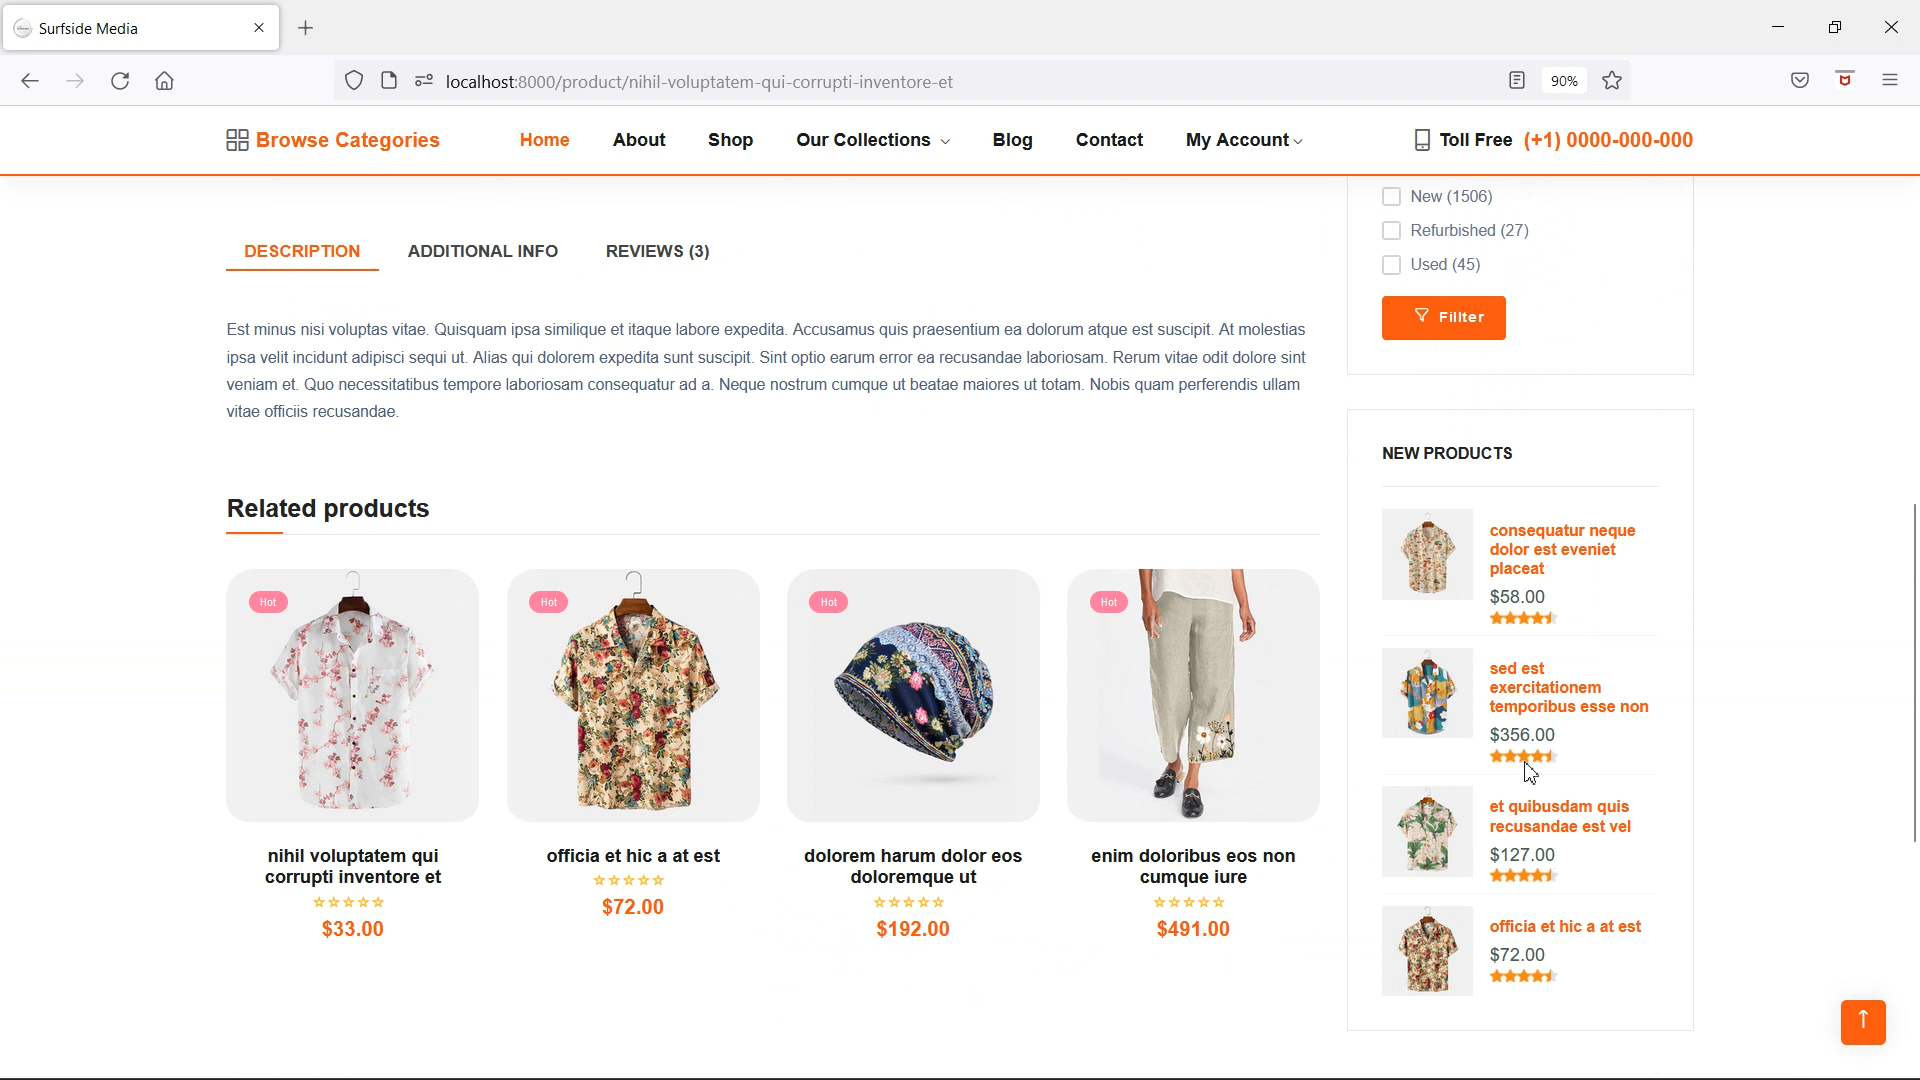 Surfside Media
localhost:8000/product/nihil-voluptatem-qui-corrupti-inventore-et
90%
Browse Categories
Home
About
Shop
Our Collections
Blog
Contact
My Account
Toll Free (+1) 0000-000-000
DESCRIPTION
ADDITIONAL INFO
REVIEWS (3)
Est minus nisi voluptas vitae. Quisquam ipsa similique et itaque labore expedita. Accusamus quis praesentium ea dolorum atque est suscipit. At molestias
ipsa velit incidunt adipisci sequi ut. Alias qui dolorem expedita sunt suscipit. Sint optio earum error ea recusandae laboriosam. Rerum vitae odit dolore sint
veniam et. Quo necessitatibus tempore laboriosam consequatur ad a. Neque nostrum cumque ut beatae maiores ut totam. Nobis quam perferendis ullam
vitae officiis recusandae.
Related products
Hot
nihil voluptatem qui
corrupti inventore et
$33.00
Hot
officia et hic a at est
$72.00
Hot
dolorem harum dolor eos
doloremque ut
$192.00
Hot
enim doloribus eos non
cumque iure
$491.00
New (1506)
Refurbished (27)
Used (45)
Fillter
NEW PRODUCTS
consequatur neque
dolor est eveniet
placeat
$58.00
sed est
exercitationem
temporibus esse non
$356.00
et quibusdam quis
recusandae est vel
$127.00
officia et hic a at est
$72.00